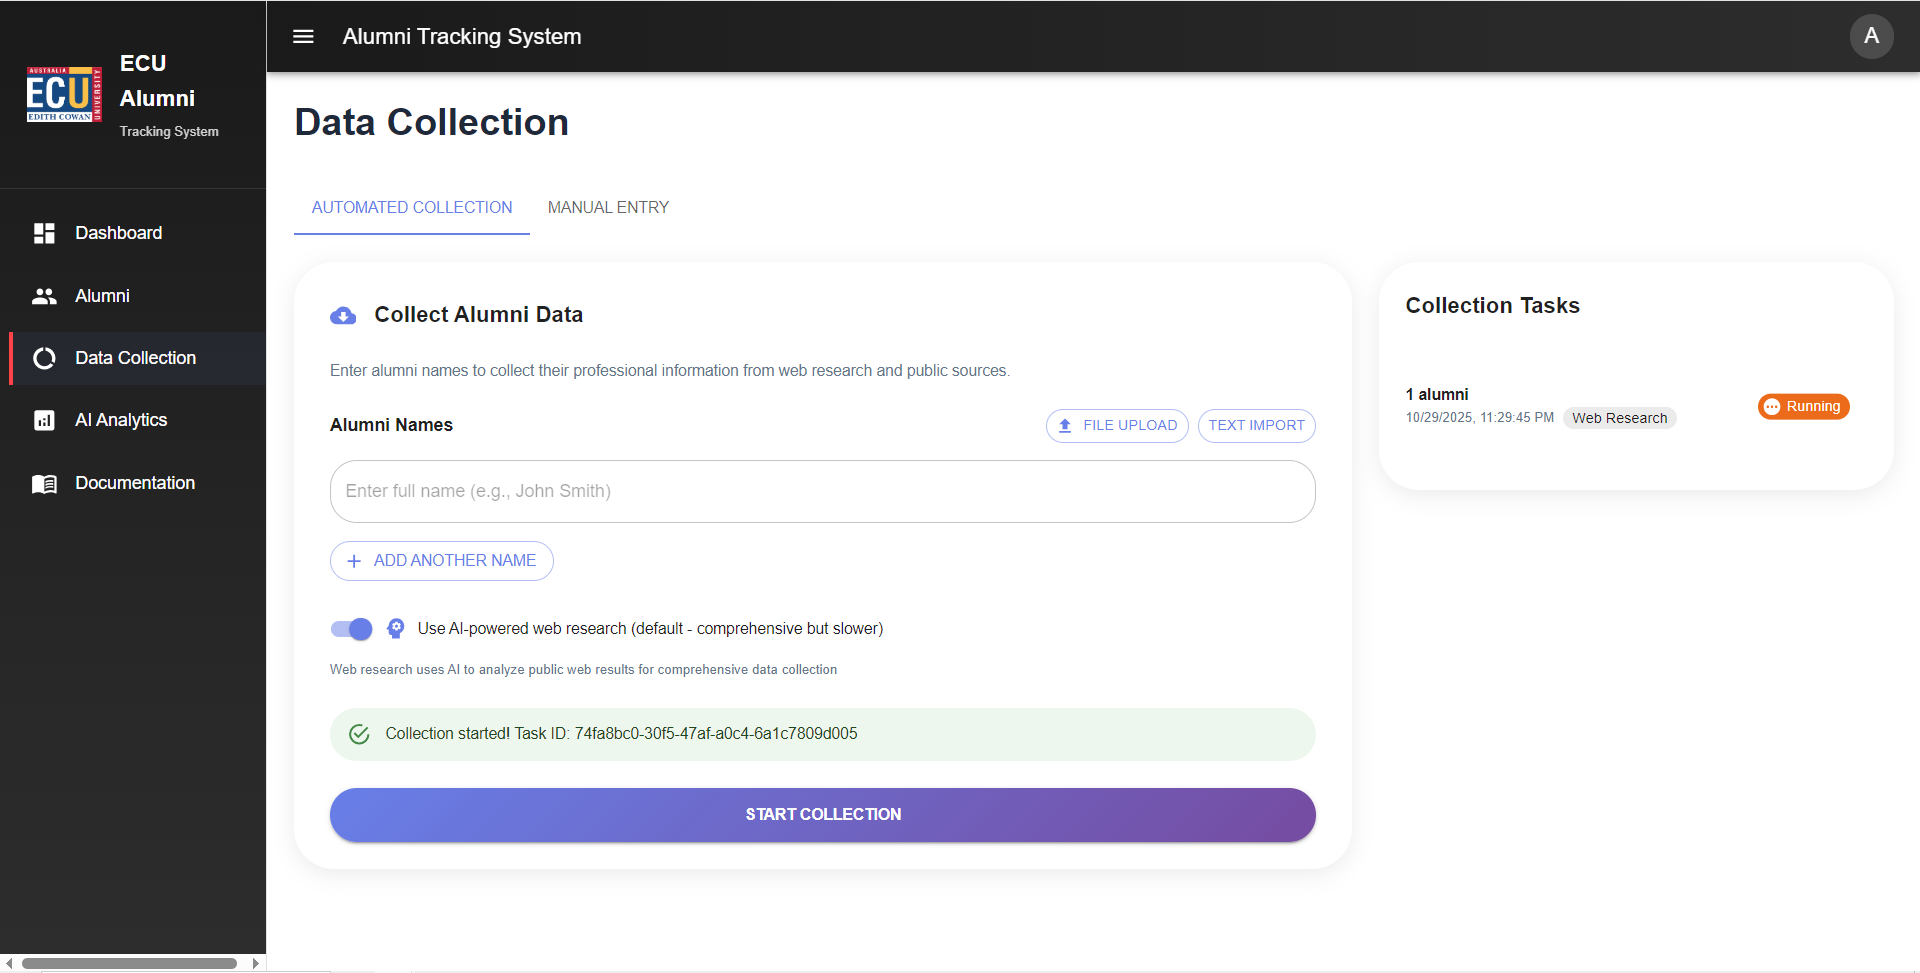 AUSTRALIA
ECU
UNIVERSITY
EDITH COWAN
ECU
Alumni
Tracking System
Dashboard
Alumni
Data Collection
AI Analytics
Documentation
Alumni Tracking System
A
Data Collection
AUTOMATED COLLECTION
MANUAL ENTRY
Collect Alumni Data
Enter alumni names to collect their professional information from web research and public sources.
Alumni Names
FILE UPLOAD
TEXT IMPORT
Enter full name (e.g., John Smith)
ADD ANOTHER NAME
Use AI-powered web research (default - comprehensive but slower)
Web research uses AI to analyze public web results for comprehensive data collection
Collection started! Task ID: 74fa8bc0-30f5-47af-a0c4-6a1c7809d005
START COLLECTION
Collection Tasks
1 alumni
10/29/2025, 11:29:45 PM
Web Research
Running